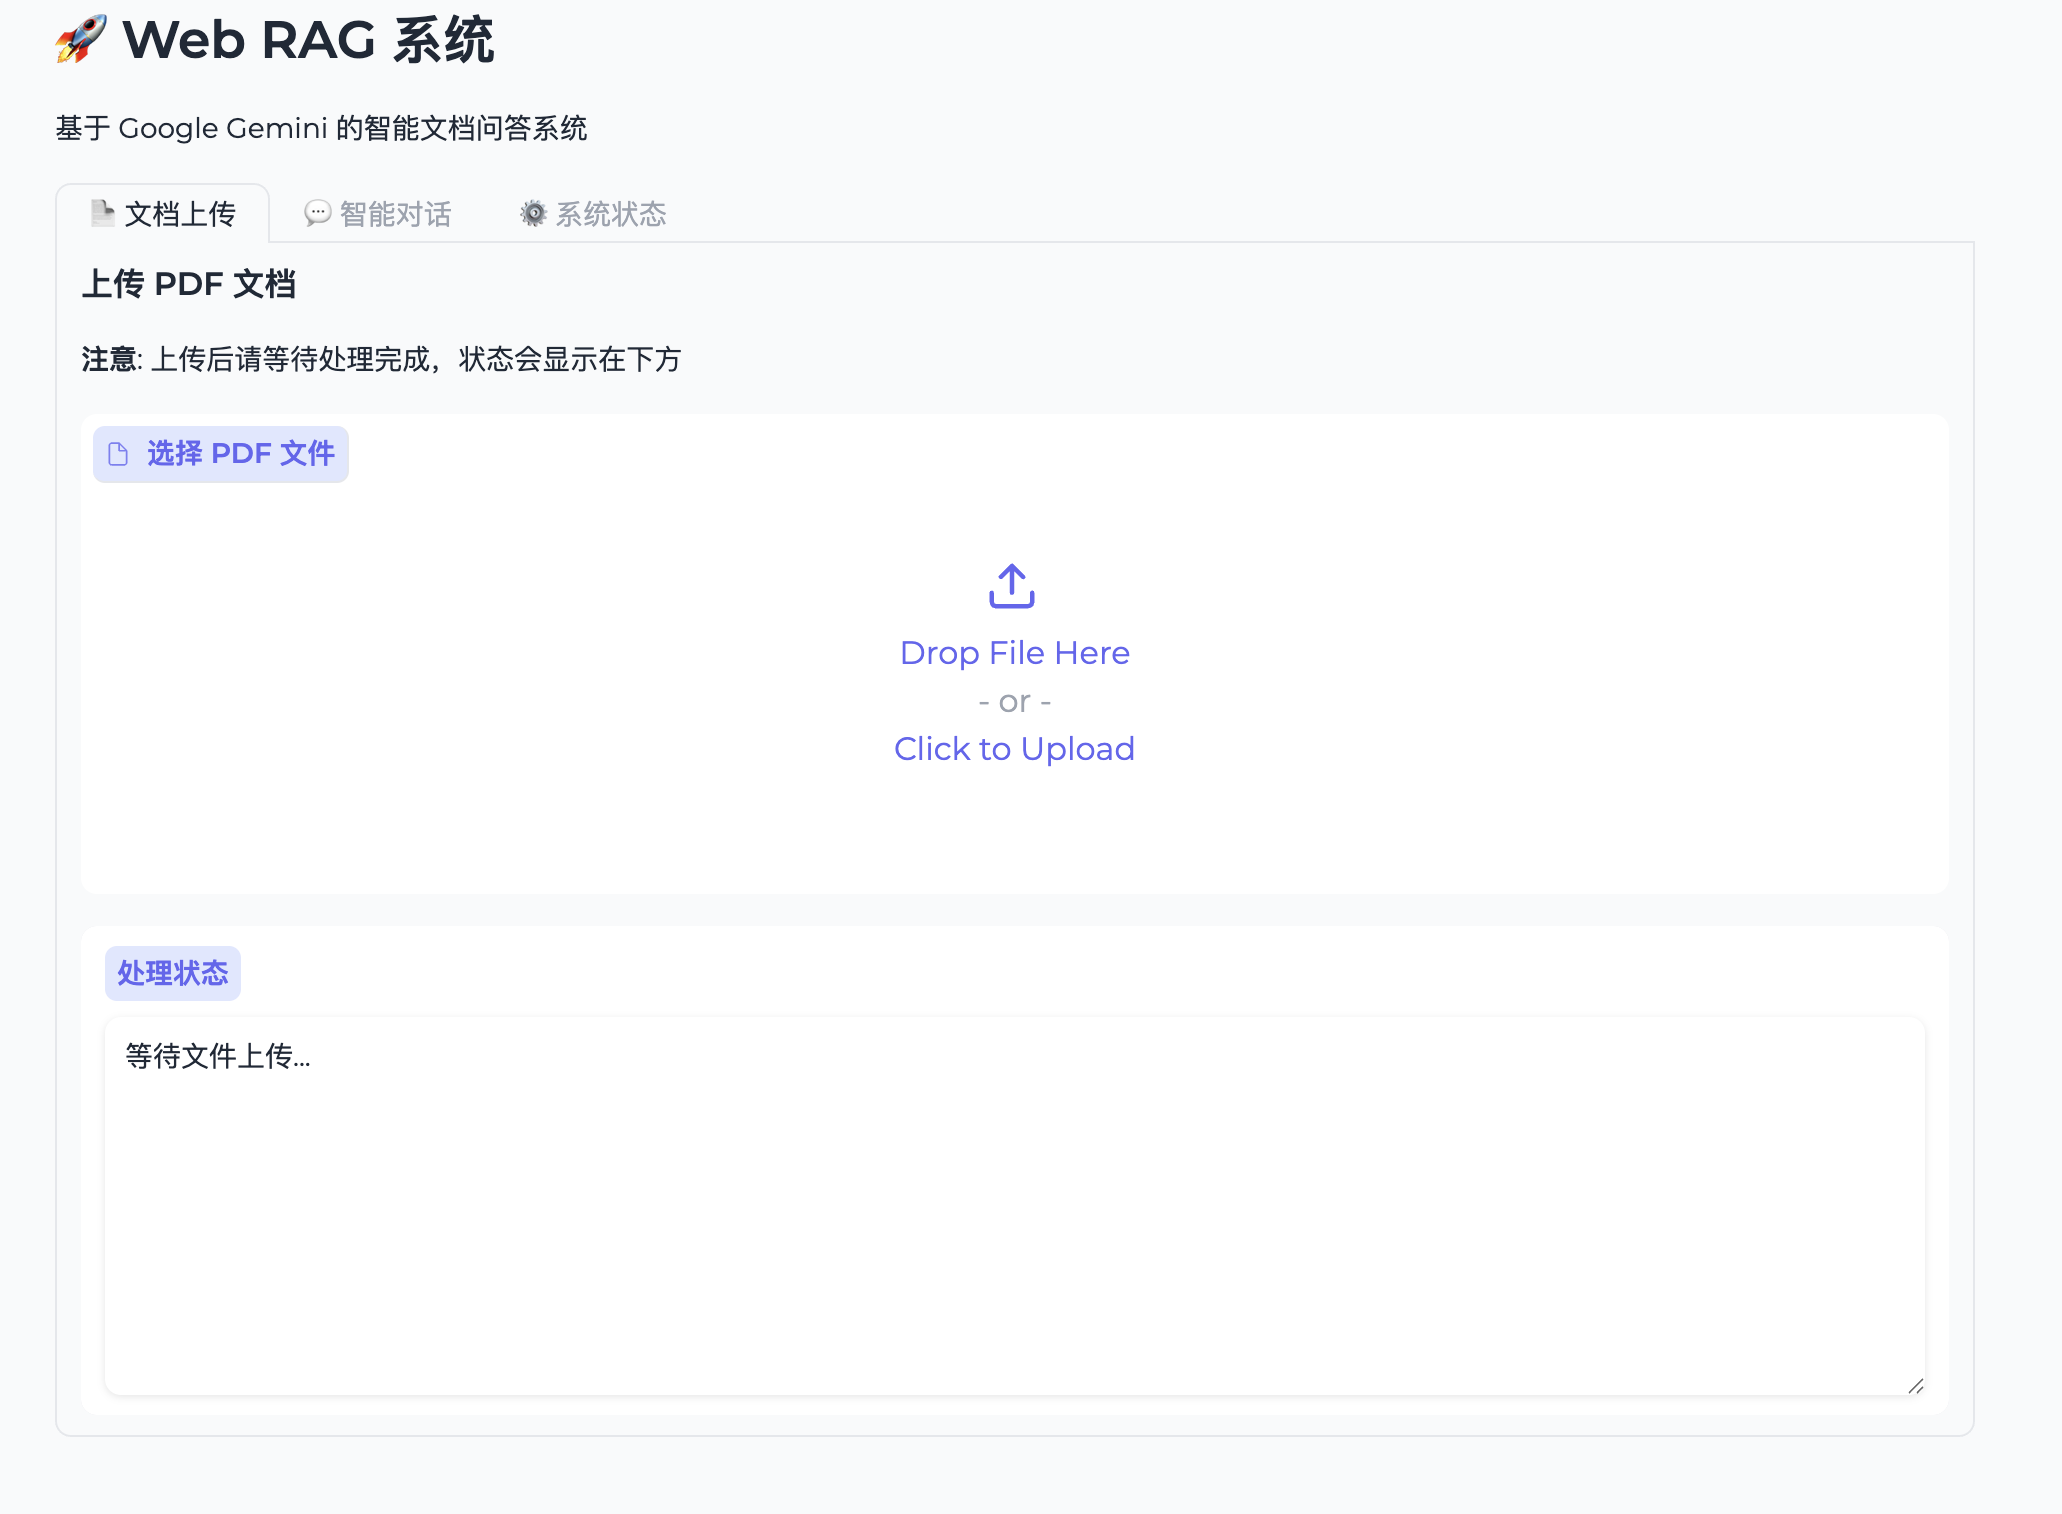 🚀 Web RAG 系统
基于 Google Gemini 的智能文档问答系统
📄 文档上传
💬 智能对话
⚙️ 系统状态
上传 PDF 文档
注意: 上传后请等待处理完成，状态会显示在下方
选择 PDF 文件
Drop File Here
- or -
Click to Upload
处理状态
等待文件上传...